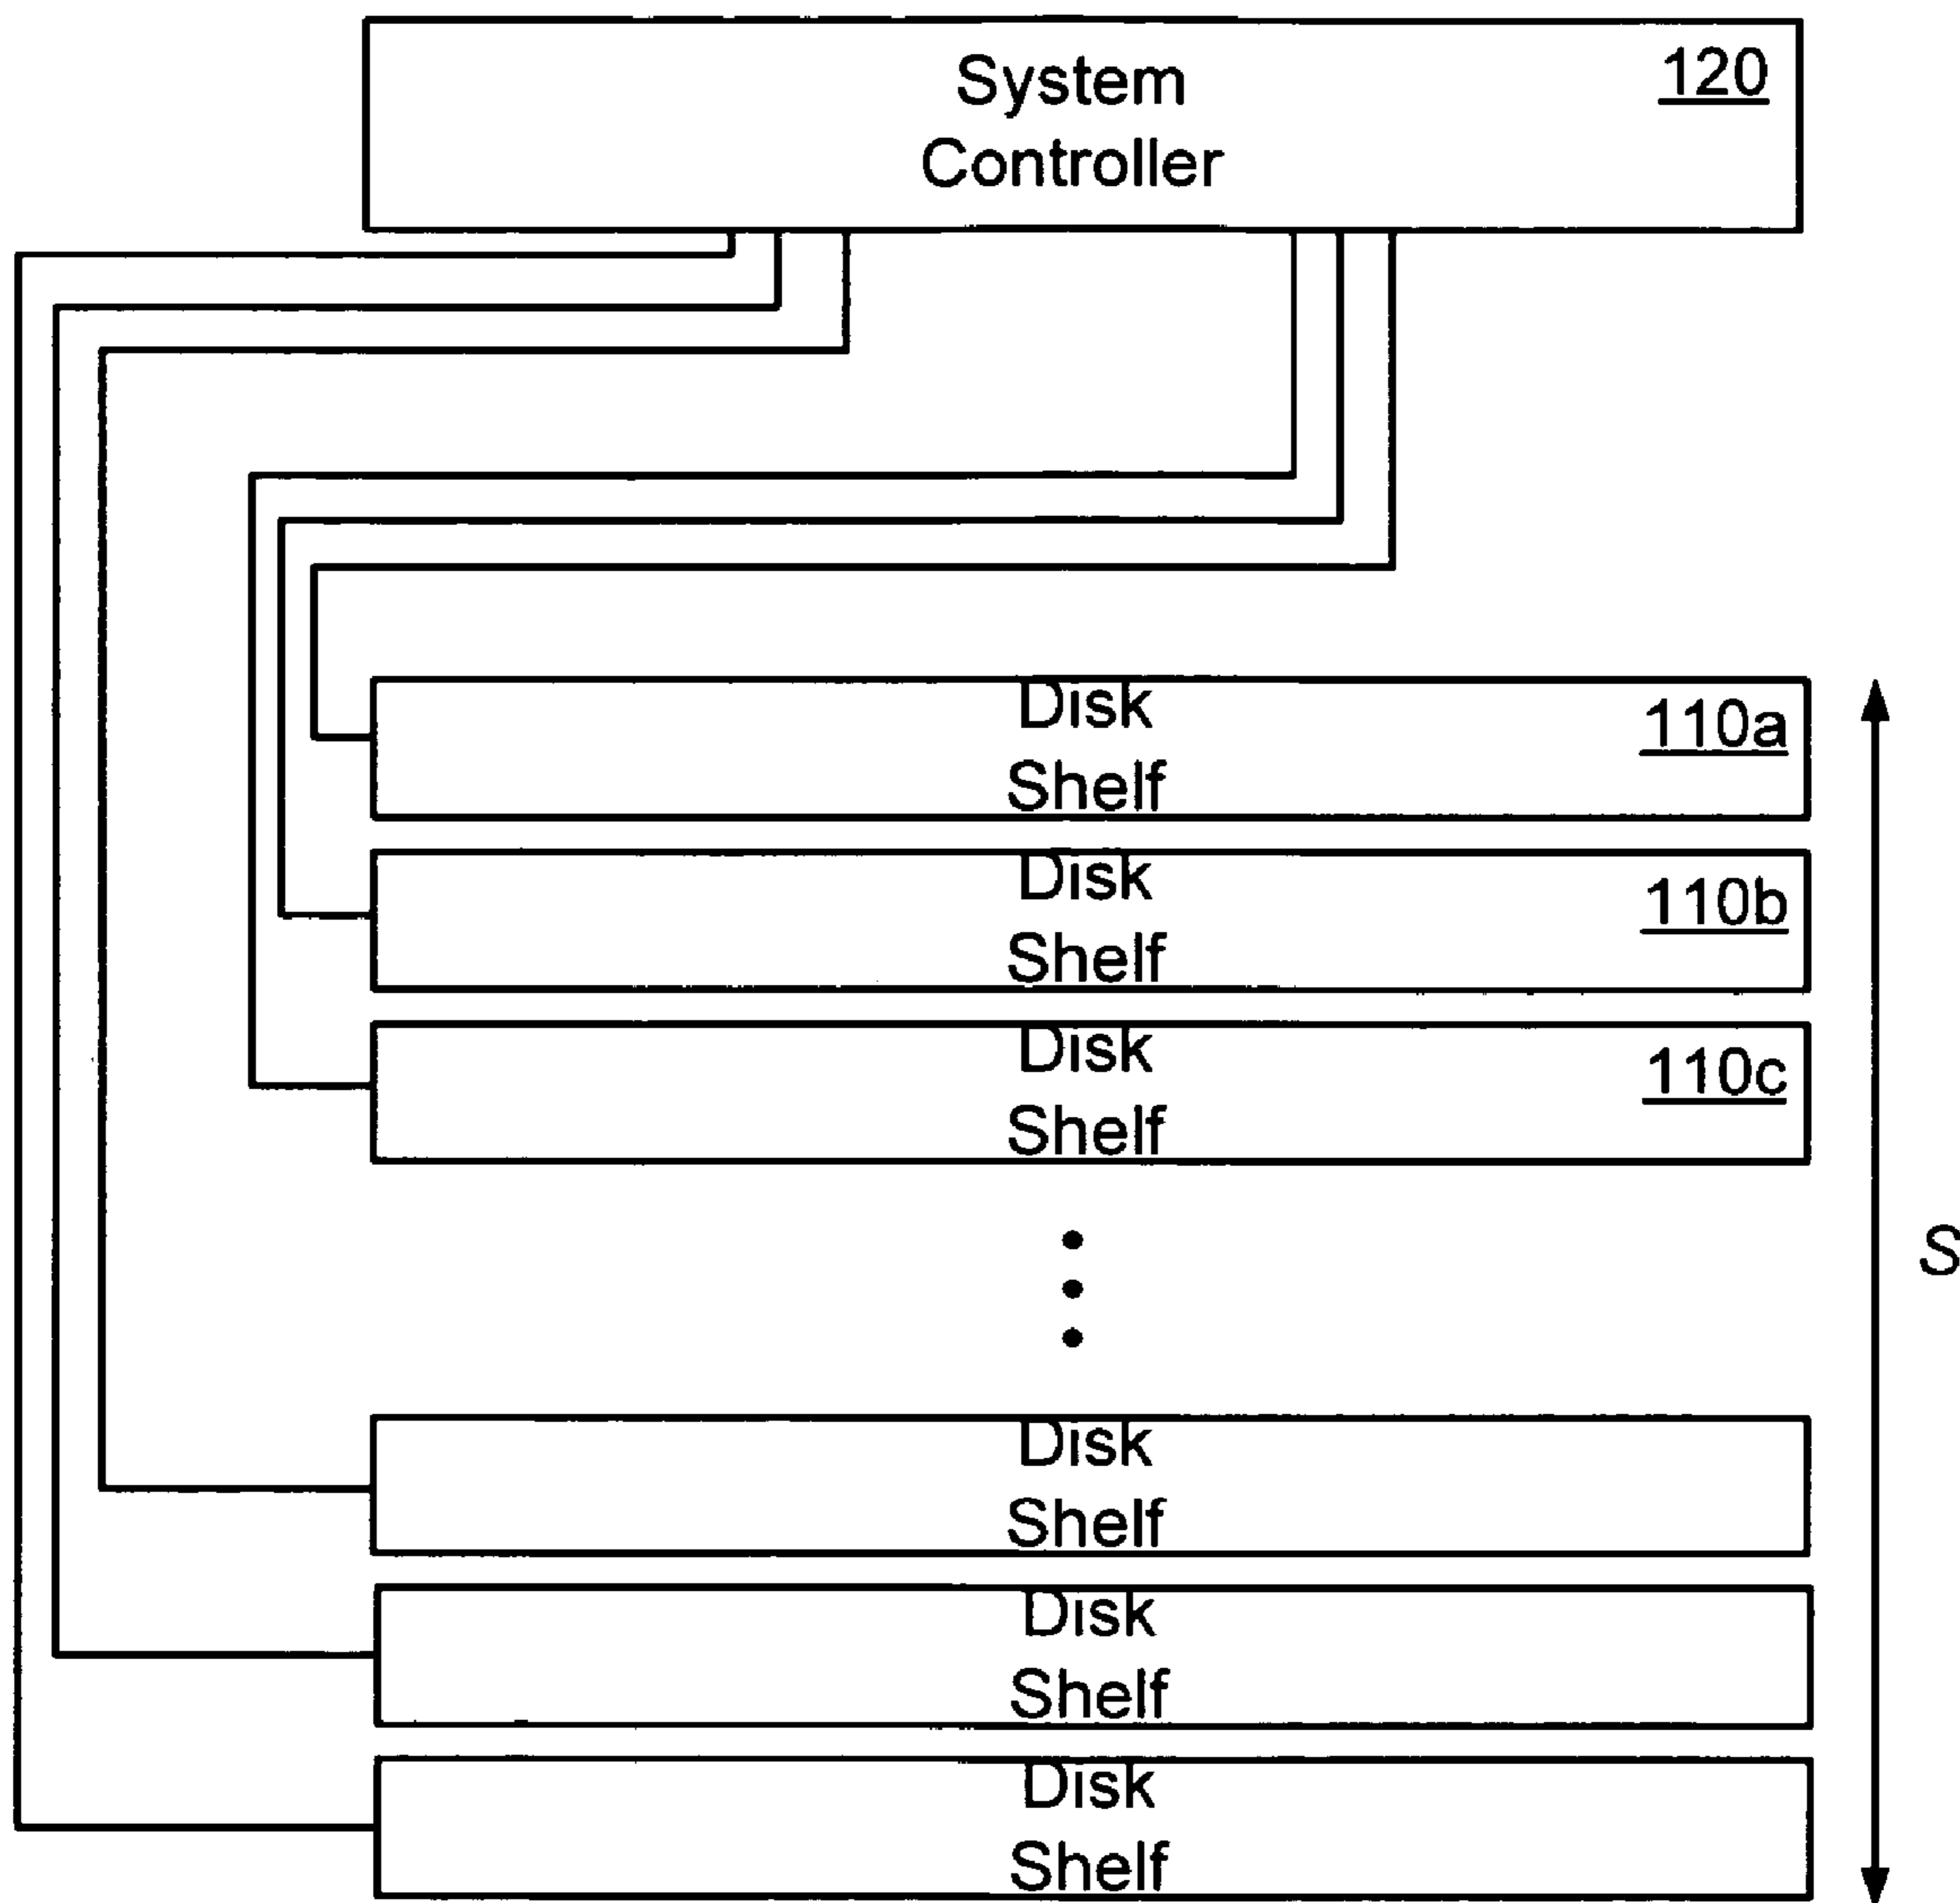 System
Controller
120
Disk
Shelf
110a
Disk
Shelf
110b
Disk
Shelf
110c
S
Disk
Shelf
Disk
Shelf
Disk
Shelf